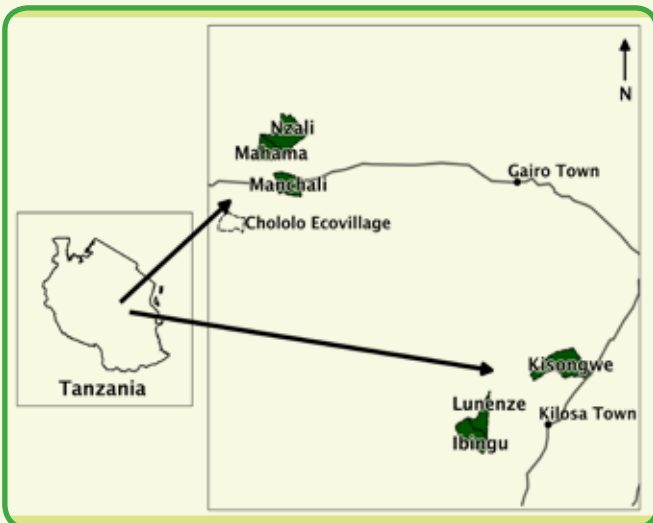 N
Nzali
Mahama
Manchali
Gairo Town
Chololo Ecovillage
Tanzania
Kisongwe
Lunenze
Kilosa Town
Ibingu